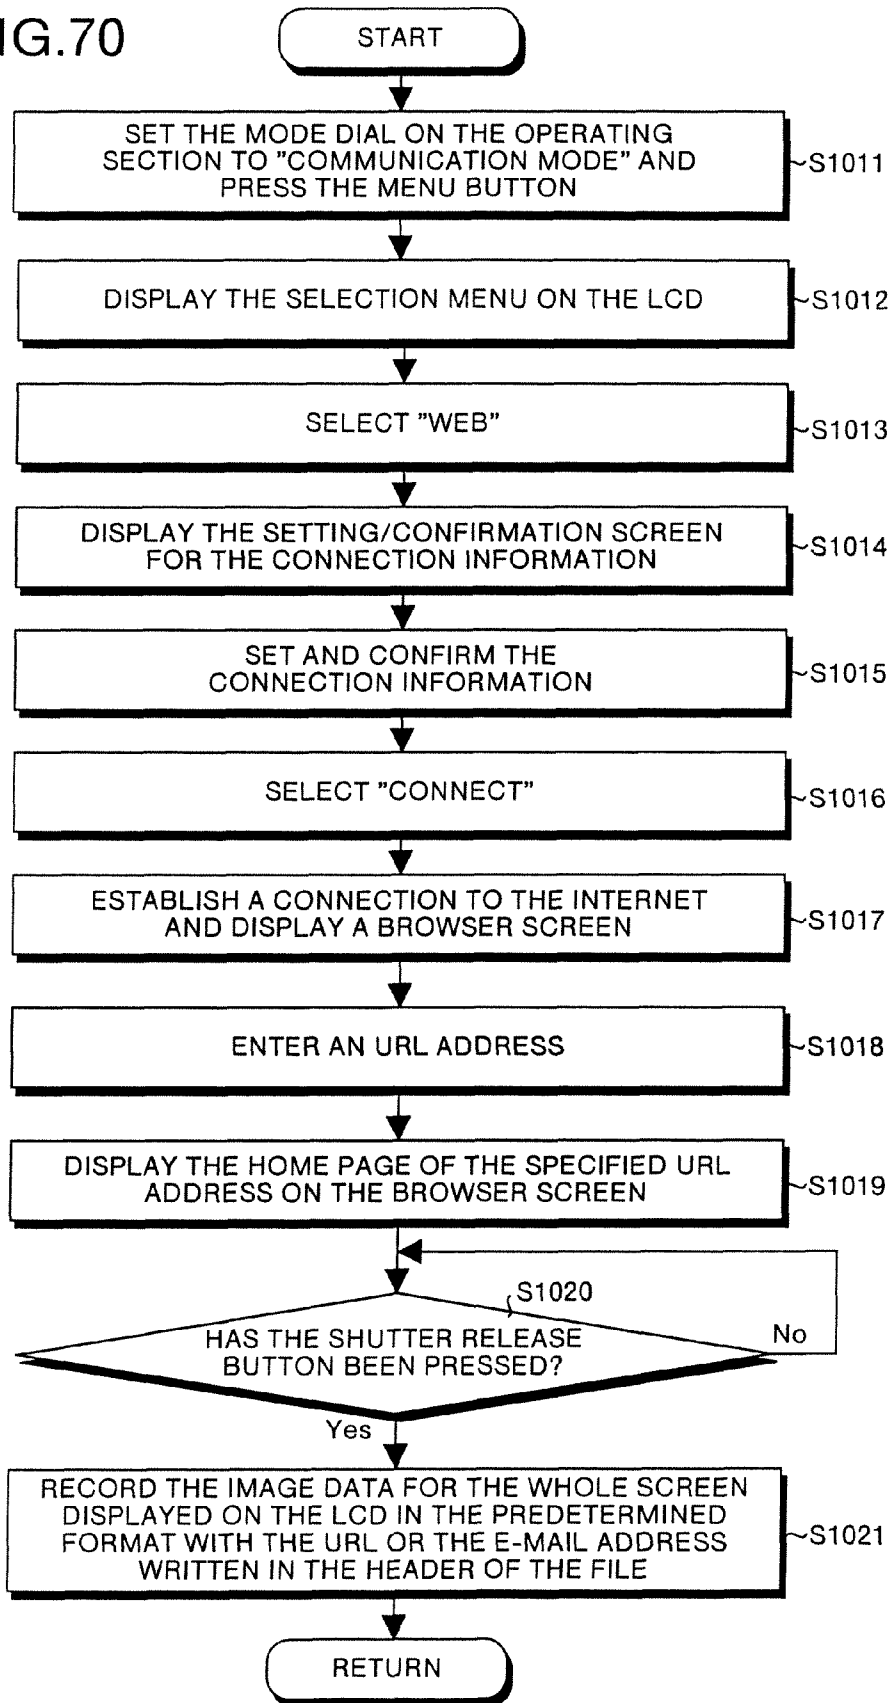 IG.70
START
SET THE MODE DIAL ON THE OPERATING
SECTION TO "COMMUNICATION MODE" AND
PRESS THE MENU BUTTON
S1011
DISPLAY THE SELECTION MENU ON THE LCD
S1012
SELECT "WEB"
S1013
DISPLAY THE SETTING/CONFIRMATION SCREEN
FOR THE CONNECTION INFORMATION
S1014
SET AND CONFIRM THE
CONNECTION INFORMATION
S1015
SELECT "CONNECT"
S1016
ESTABLISH A CONNECTION TO THE INTERNET
AND DISPLAY A BROWSER SCREEN
S1017
ENTER AN URL ADDRESS
S1018
DISPLAY THE HOME PAGE OF THE SPECIFIED URL
ADDRESS ON THE BROWSER SCREEN
S1019
S1020
HAS THE SHUTTER RELEASE
BUTTON BEEN PRESSED?
No
Yes
RECORD THE IMAGE DATA FOR THE WHOLE SCREEN
DISPLAYED ON THE LCD IN THE PREDETERMINED
FORMAT WITH THE URL OR THE E-MAIL ADDRESS
WRITTEN IN THE HEADER OF THE FILE
S1021
RETURN